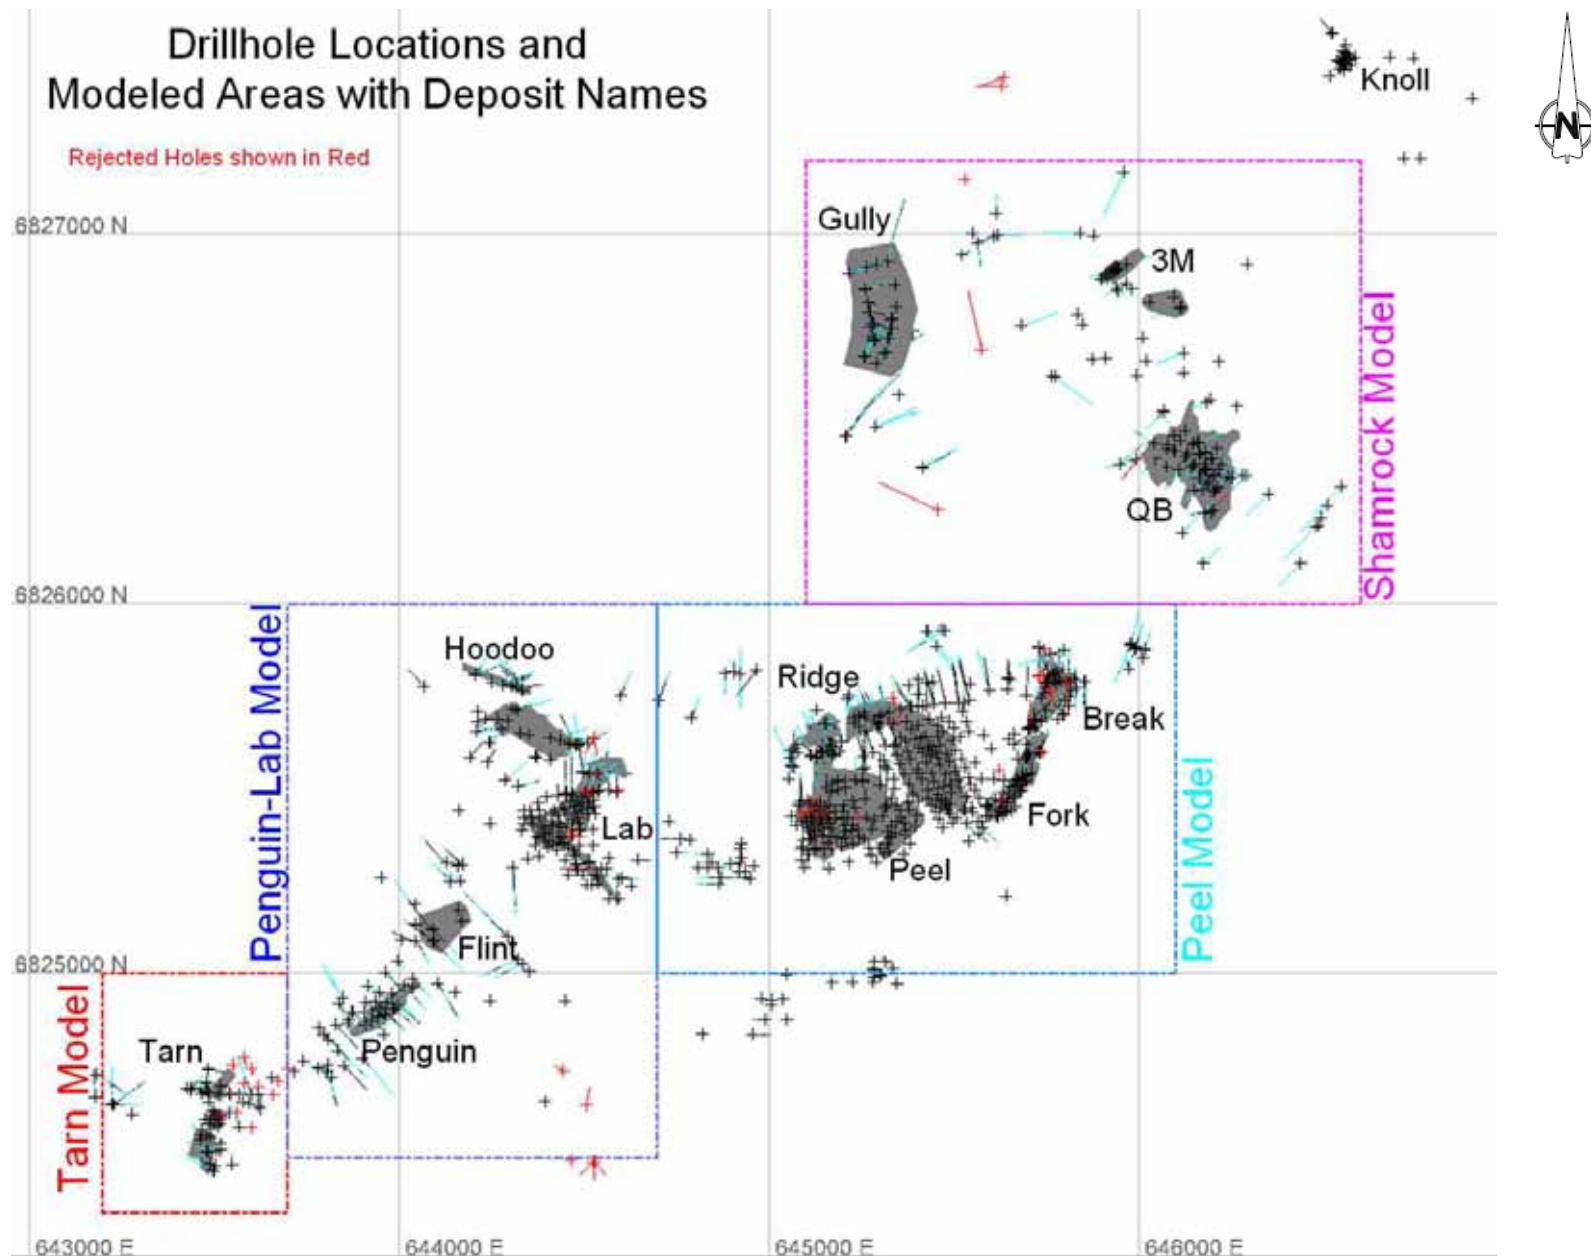 Drillhole Locations and
Modeled Areas with Deposit Names
Rejected Holes shown in Red
N
Knoll
6827000 N
Gully
3M
QB
Shamrock Model
6826000 N
Hoodoo
Ridge
Break
Fork
Lab
Peel
Penguin-Lab Model
Peel Model
Flint
6825000 N
Penguin
Tarn
Tarn Model
643000 E
644000 E
645000 E
646000 E